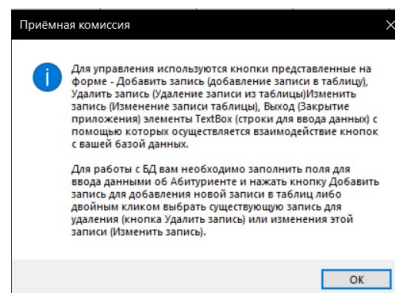 Приёмная комиссия
Для управления используются кнопки представленные на
форме - Добавить запись (добавление записи в таблицу),
Удалить запись (Удаление записи из таблицы)Изменить
запись (Изменение записи таблицы), Выход (Закрытие
приложения) элементы TextBox (строки для ввода данных) с
помощью которых осуществляется взаимодействие кнопок
с вашей базой данных.
Для работы с БД вам необходимо заполнить поля для
ввода данными об Абитуриенте и нажать кнопку Добавить
запись для добавления новой записи в таблиц либо
двойным кликом выбрать существующую запись для
удаления (кнопка Удалить запись) или изменения этой
записи (Изменить запись).
ОК